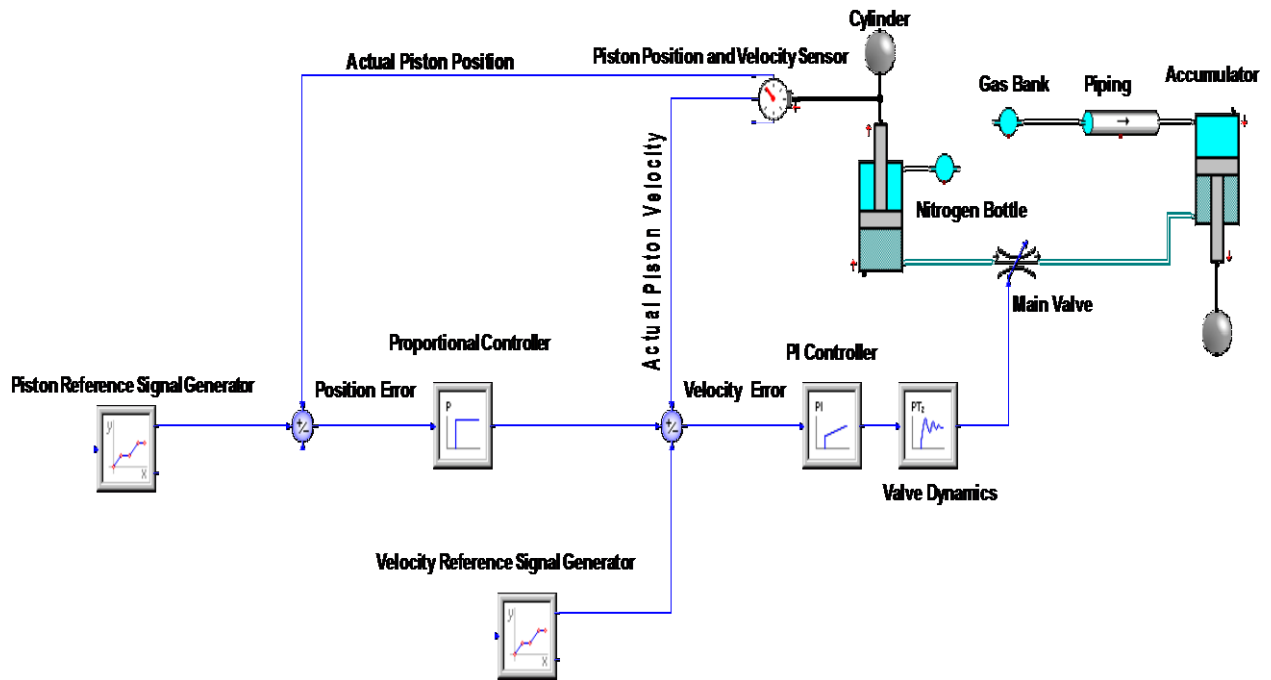 Cylinder
Piston Position and Velocity Sensor
Actual Piston Position
Accumulator
Gas Bank
Piping
Actual Piston Velocity
Nitrogen Bottle
Main Valve
Proportional Controller
PI Controller
Piston Reference Signal Generator
Position Error
Velocity Error
y
x
+/-
P
+/-
PI
PT2
Valve Dynamics
Velocity Reference Signal Generator
y
x